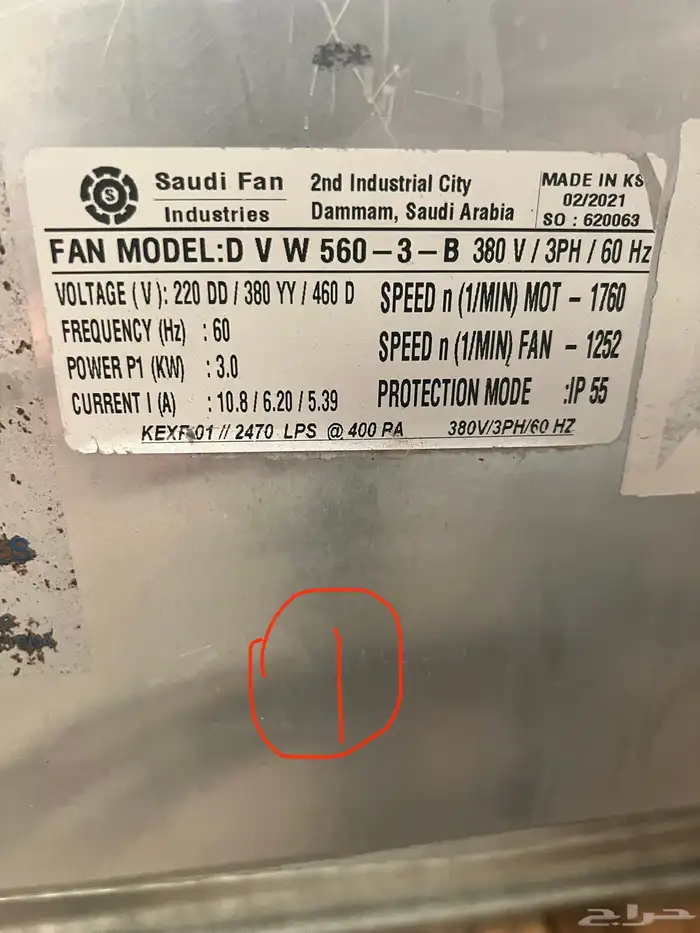 Saudi Fan
Industries
2nd Industrial City
Dammam, Saudi Arabia
MADE IN KS
02/2021
SO : 620063
FAN MODEL:D V W 560-3-B 380 V / 3PH / 60 Hz
VOLTAGE (V): 220 DD / 380 YY / 460 D
SPEED n (1/MIN) MOT - 1760
FREQUENCY (Hz) : 60
SPEED n (1/MIN) FAN - 1252
POWER P1 (KW) : 3.0
PROTECTION MODE :IP 55
CURRENT I (A) : 10.8 / 6.20 / 5.39
KEXF 01 // 2470 LPS @ 400 PA 380V/3PH/60 HZ
1
حراج